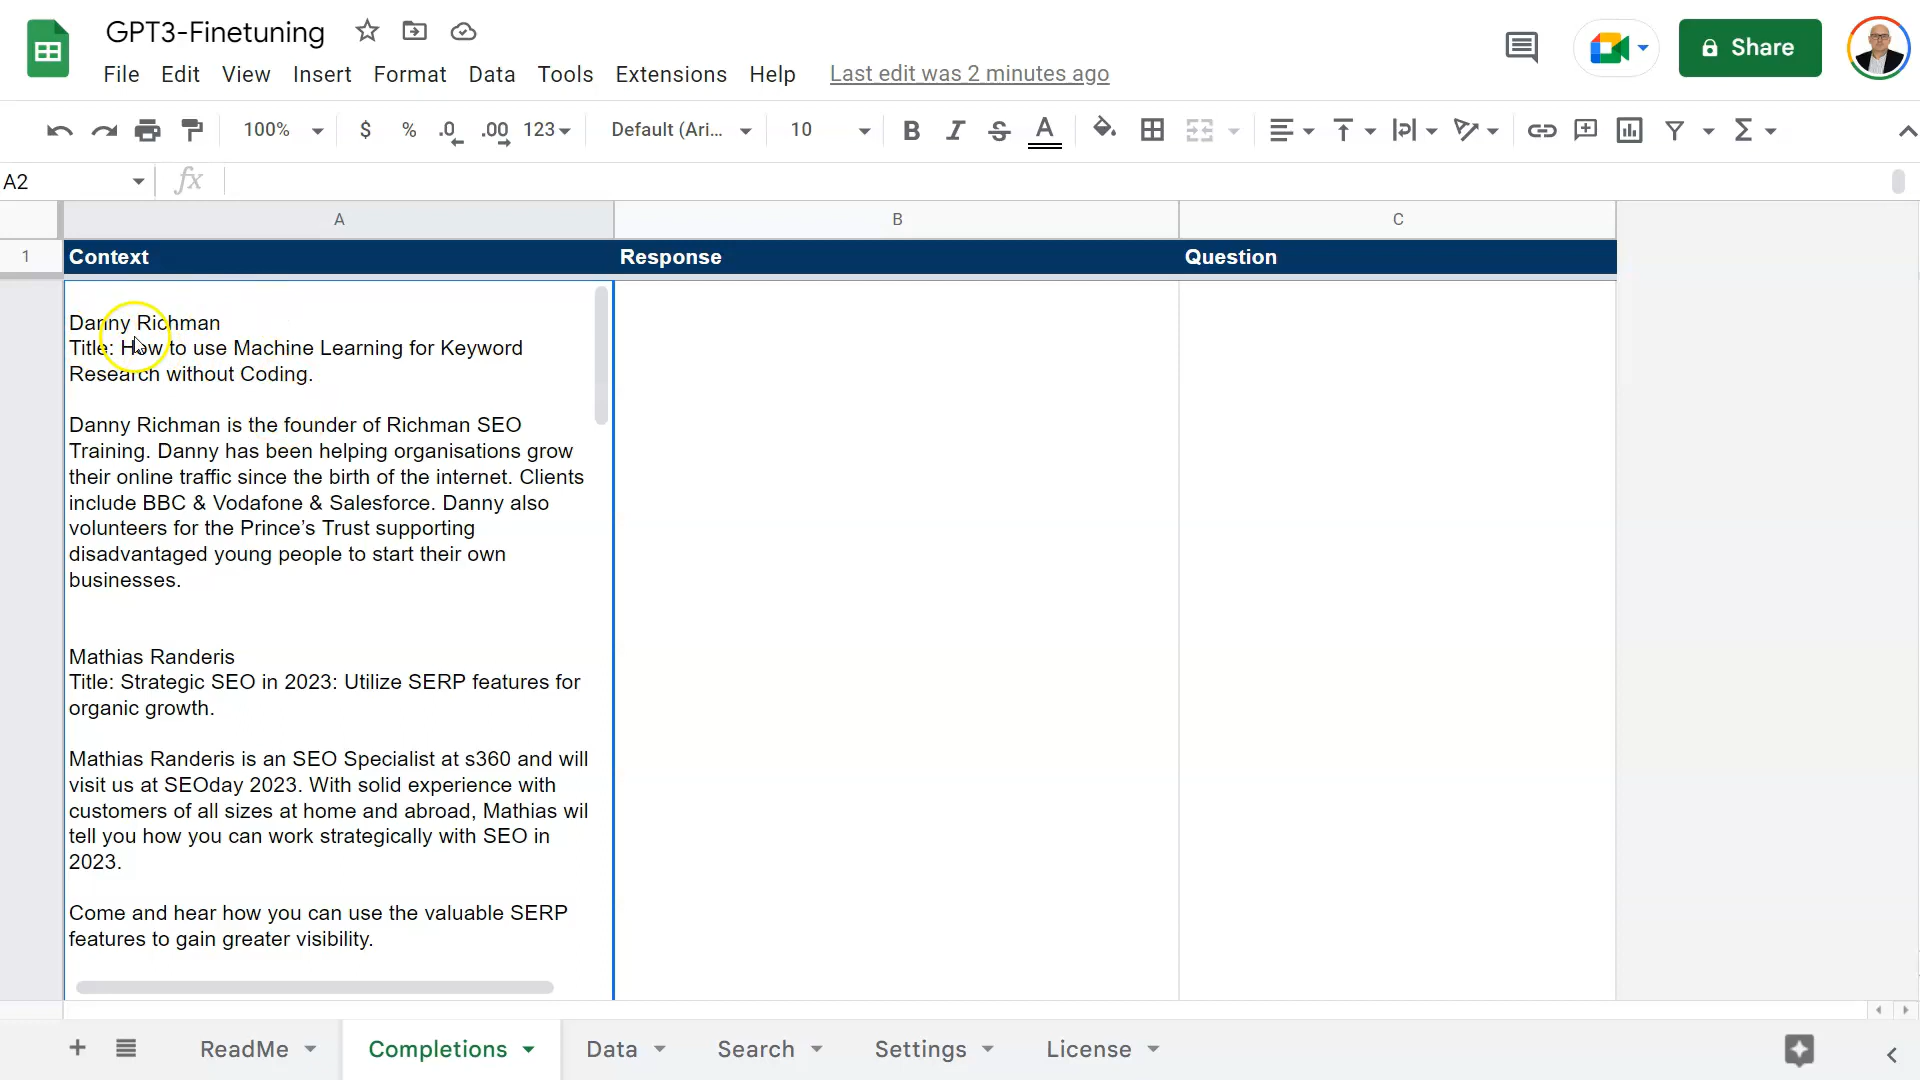 GPT3-Finetuning
File Edit View Insert Format Data Tools Extensions Help Last edit was 2 minutes ago
Share
100% $ % .0 .00 123 Default (Ari... 10 B I S A Σ
A2 fx
A B C
1 Context Response Question
Danny Richman
Title: How to use Machine Learning for Keyword
Research without Coding.
Danny Richman is the founder of Richman SEO
Training. Danny has been helping organisations grow
their online traffic since the birth of the internet. Clients
include BBC & Vodafone & Salesforce. Danny also
volunteers for the Prince’s Trust supporting
disadvantaged young people to start their own
businesses.
Mathias Randeris
Title: Strategic SEO in 2023: Utilize SERP features for
organic growth.
Mathias Randeris is an SEO Specialist at s360 and will
visit us at SEOday 2023. With solid experience with
customers of all sizes at home and abroad, Mathias wil
tell you how you can work strategically with SEO in
2023.
Come and hear how you can use the valuable SERP
features to gain greater visibility.
+ ReadMe Completions Data Search Settings License